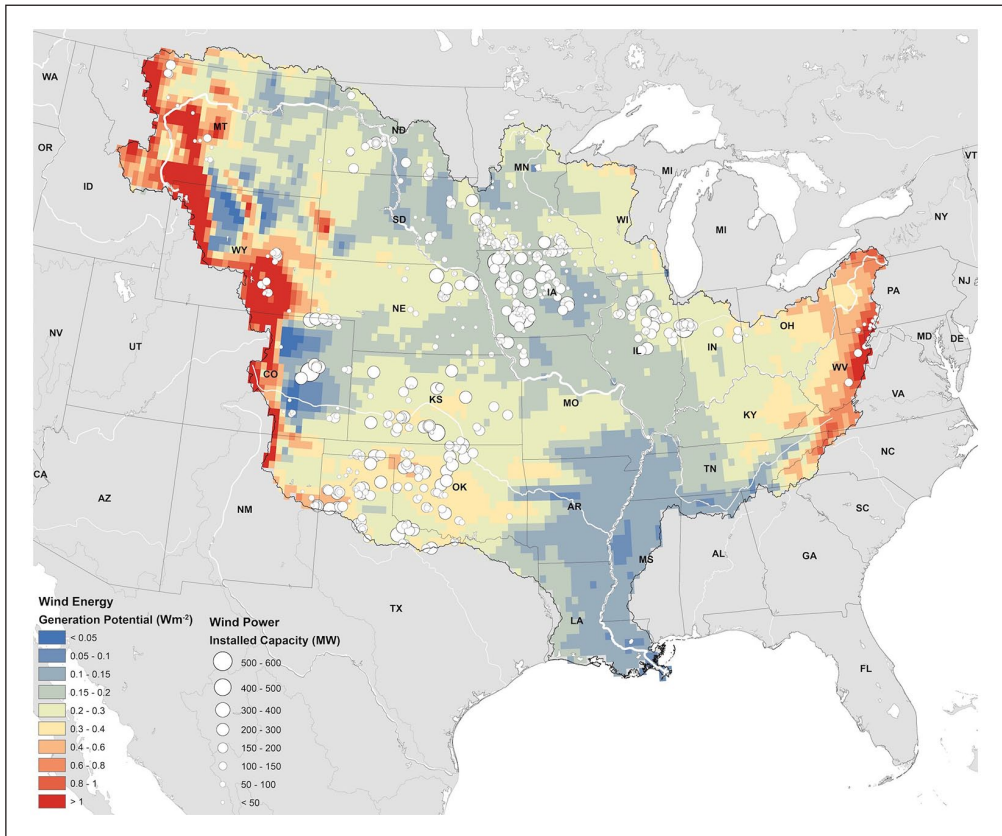 WA
OR
ID
MT
ND
MN
MI
VT
NY
SD
WI
MI
WY
NE
IA
PA
NJ
NV
UT
CO
IL
IN
OH
MD
DE
WV
VA
KS
MO
KY
CA
AZ
NM
OK
AR
TN
NC
SC
TX
LA
MS
AL
GA
FL
Wind Energy
Generation Potential (Wm-2)
< 0.05
0.05 - 0.1
0.1 - 0.15
0.15 - 0.2
0.2 - 0.3
0.3 - 0.4
0.4 - 0.6
0.6 - 0.8
0.8 - 1
> 1
Wind Power
Installed Capacity (MW)
500 - 600
400 - 500
300 - 400
200 - 300
150 - 200
100 - 150
50 - 100
< 50